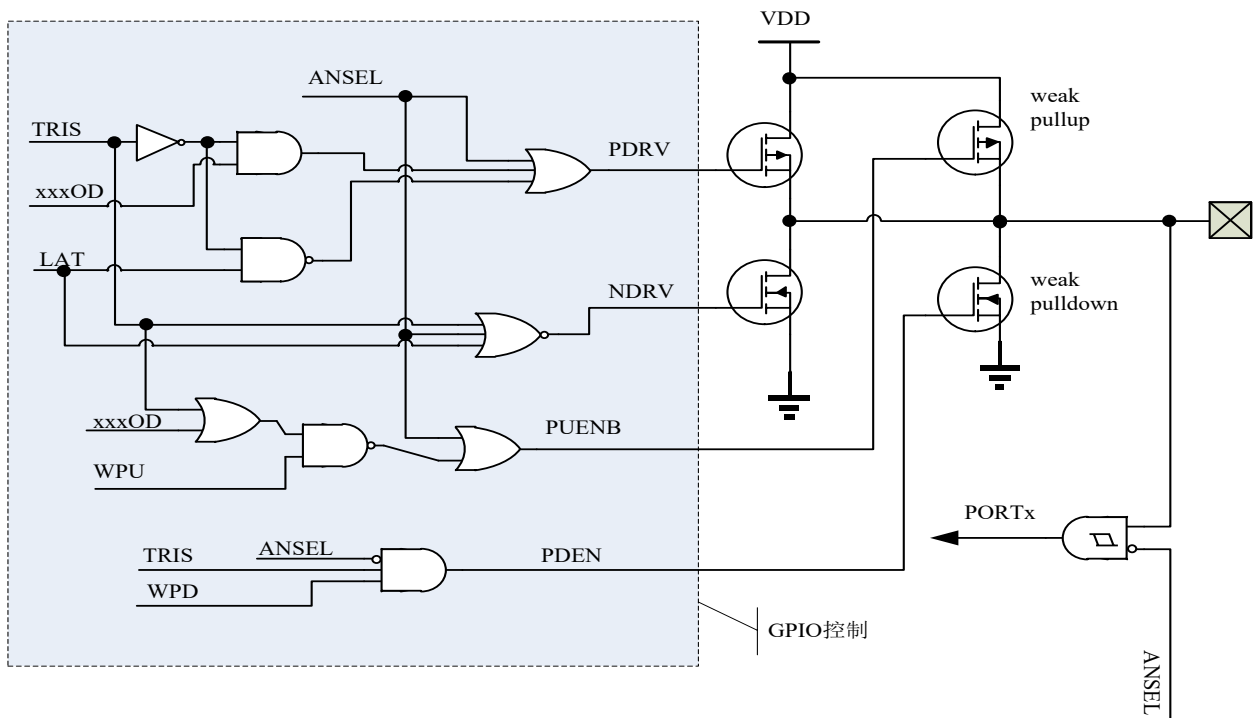 VDD
ANSEL
weak
pullup
TRIS
PDRV
xxxOD
LAT
weak
pulldown
NDRV
xxxOD
PUENB
WPU
PORTx
ANSEL
TRIS
PDEN
WPD
GPIO控制
ANSEL